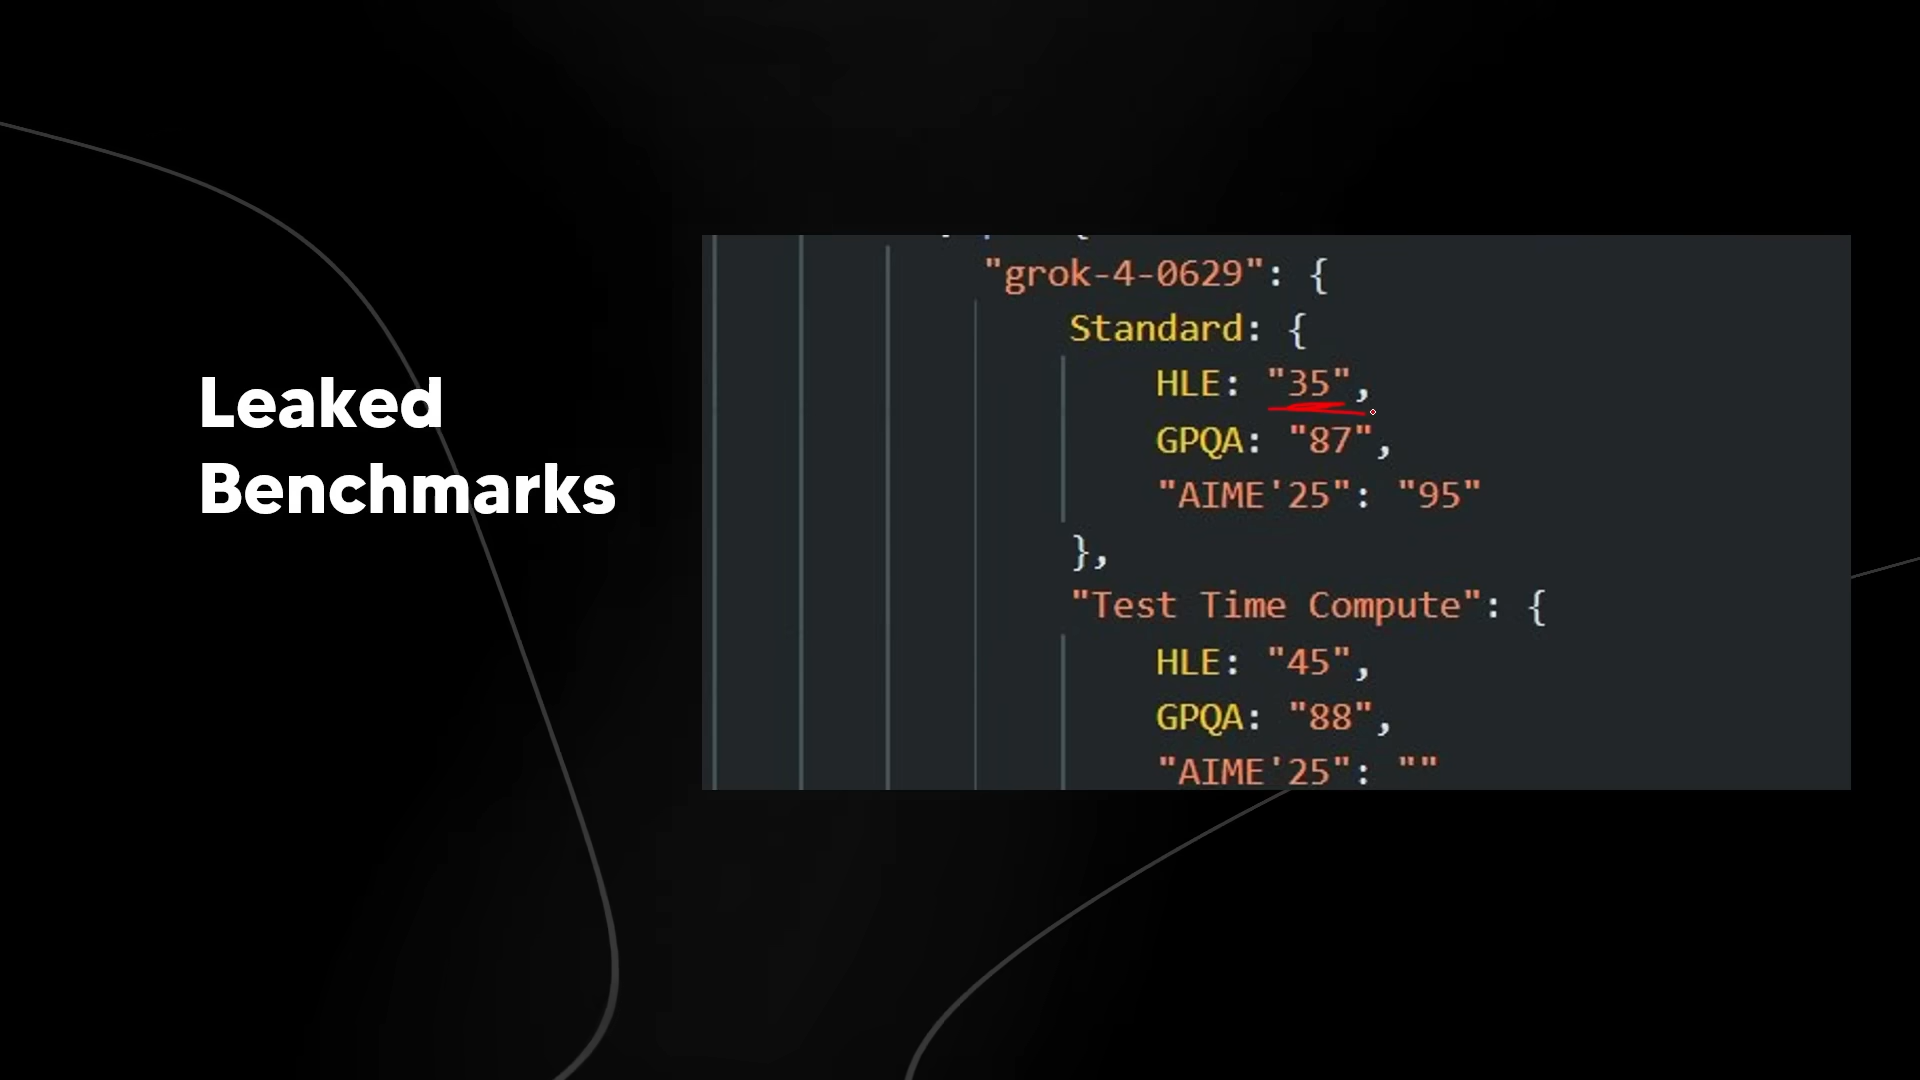 Leaked
Benchmarks
"grok-4-0629": {
Standard: {
HLE: "35",
GPQA: "87",
"AIME'25": "95"
},
"Test Time Compute": {
HLE: "45",
GPQA: "88",
"AIME'25": ""